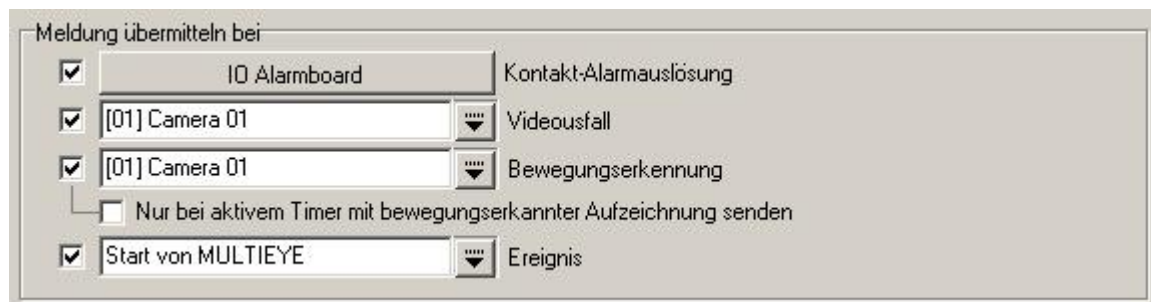 Meldung übermitteln bei
IO Alarmboard Kontakt-Alarmauslösung
[01] Camera 01 Videousfall
[01] Camera 01 Bewegungserkennung
Nur bei aktivem Timer mit bewegungserkannter Aufzeichnung senden
Start von MULTIEYE Ereignis